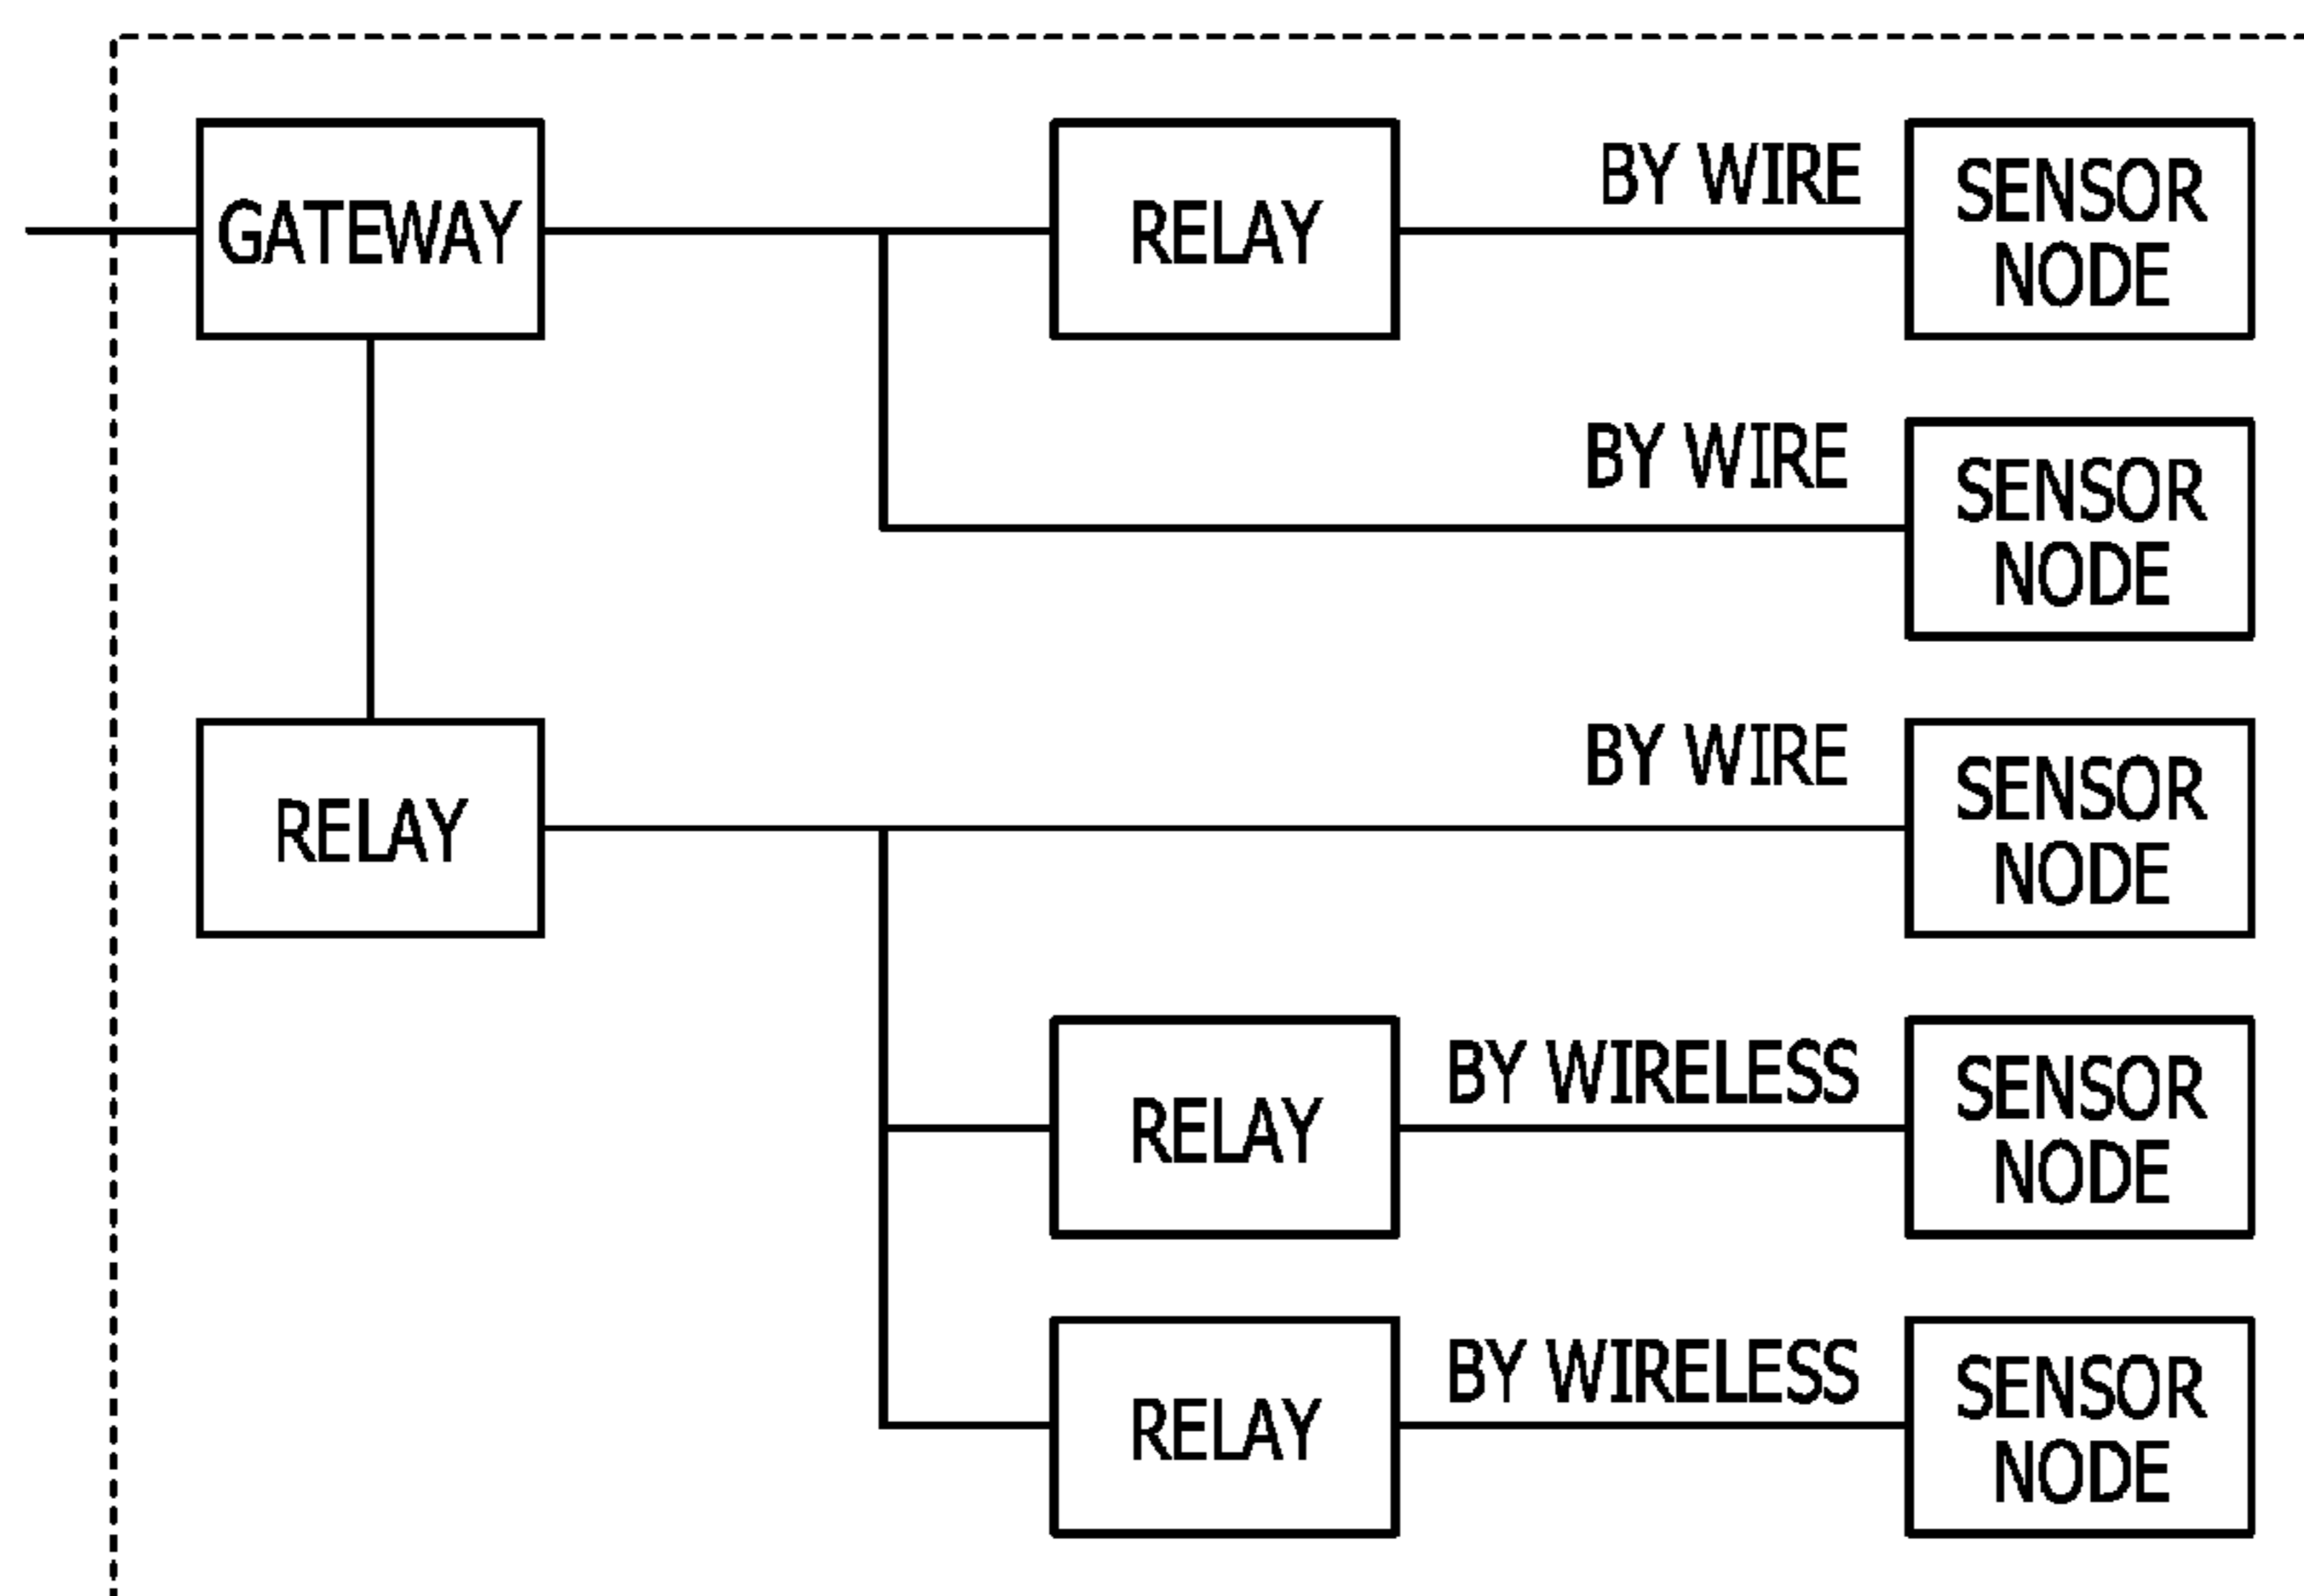 GATEWAY
RELAY
BY WIRE
SENSOR
NODE
BY WIRE
SENSOR
NODE
RELAY
BY WIRE
SENSOR
NODE
RELAY
BY WIRELESS
SENSOR
NODE
RELAY
BY WIRELESS
SENSOR
NODE